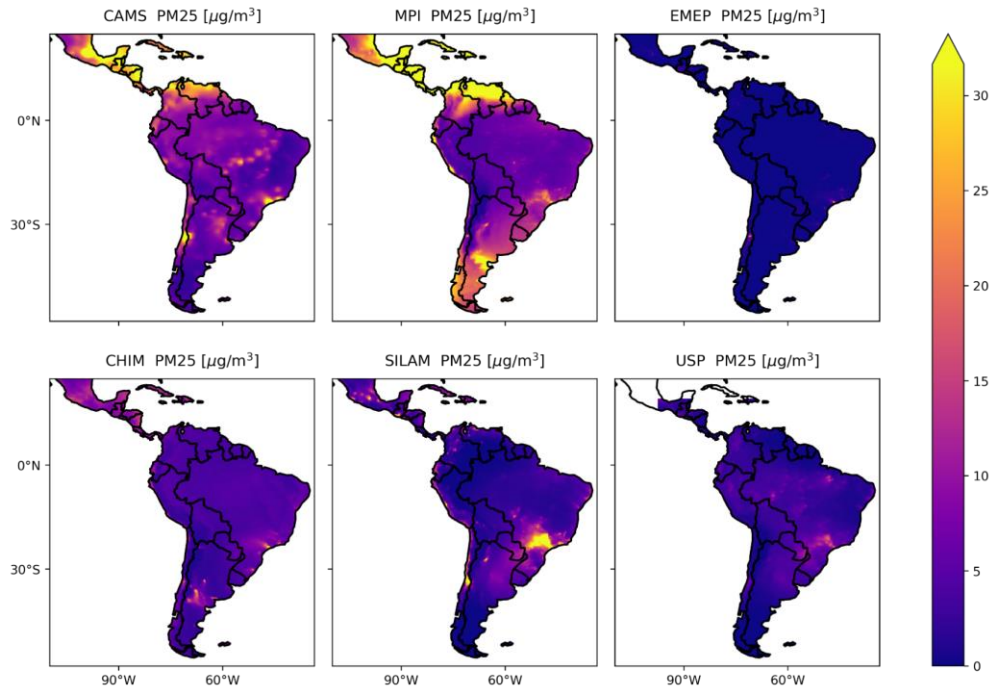 CAMS PM25 [μg/m³]
MPI PM25 [μg/m³]
EMEP PM25 [μg/m³]
0°N
30°S
CHIM PM25 [μg/m³]
SILAM PM25 [μg/m³]
USP PM25 [μg/m³]
0°N
30°S
90°W
60°W
90°W
60°W
90°W
60°W
30
25
20
15
10
5
0